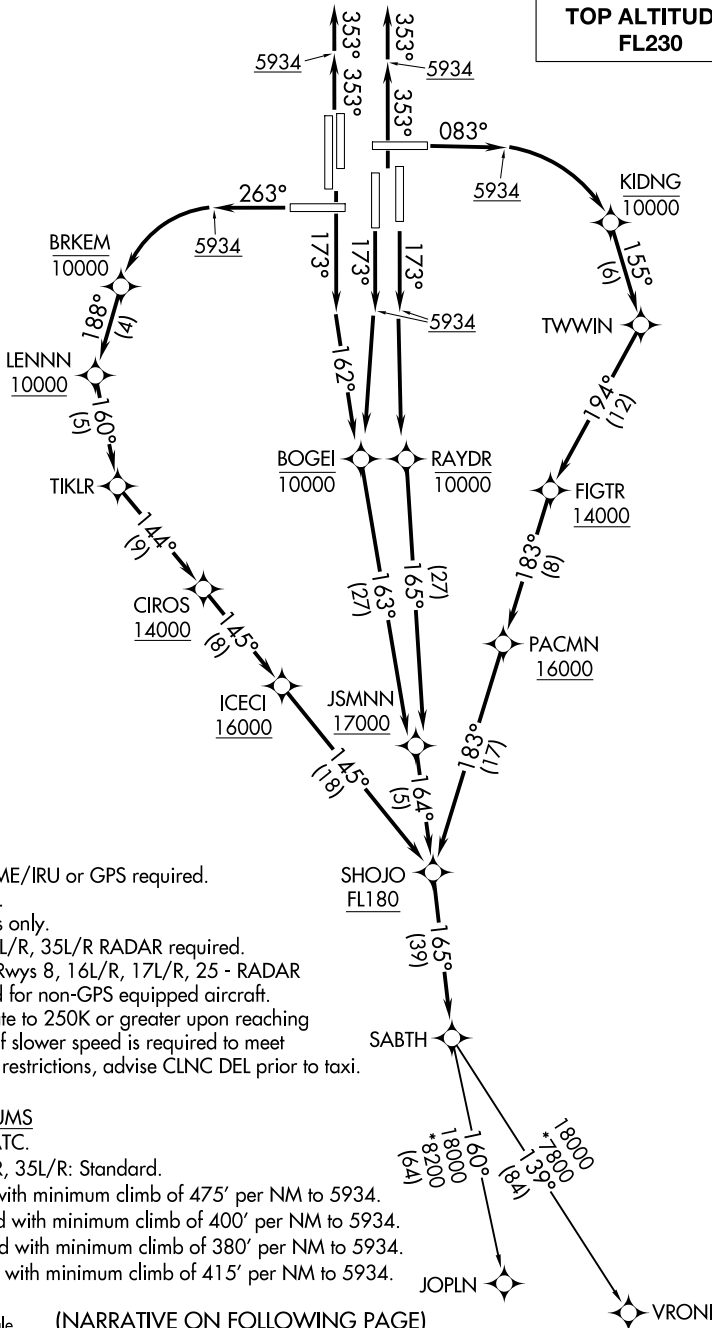 TOP ALTITUD
FL230
353°
353°
5934
5934
353°
353°
083°
5934
KIDNG
10000
263°
5934
BRKEM
10000
155°
(6)
188°
(4)
173°
173°
173°
5934
TWWIN
LENNN
10000
162°
160°
(5)
194°
(12)
BOGEI
10000
RAYDR
10000
TIKLR
FIGTR
14000
144°
(9)
183°
(8)
163°
(27)
165°
(27)
CIROS
14000
145°
(8)
PACMN
16000
ICECI
16000
JSMNN
17000
183°
(17)
145°
(18)
164°
(5)
SHOJO
FL180
ME/IRU or GPS required.
s only.
L/R, 35L/R RADAR required.
Rwys 8, 16L/R, 17L/R, 25 - RADAR
d for non-GPS equipped aircraft.
ate to 250K or greater upon reaching
f slower speed is required to meet
restrictions, advise CLNC DEL prior to taxi.
165°
(39)
SABTH
UMS
ATC.
R, 35L/R: Standard.
with minimum climb of 475' per NM to 5934.
d with minimum climb of 400' per NM to 5934.
d with minimum climb of 380' per NM to 5934.
with minimum climb of 415' per NM to 5934.
160°
18000
*8200
(64)
18000
*7800
139°
(84)
JOPLN
VRON
(NARRATIVE ON FOLLOWING PAGE)